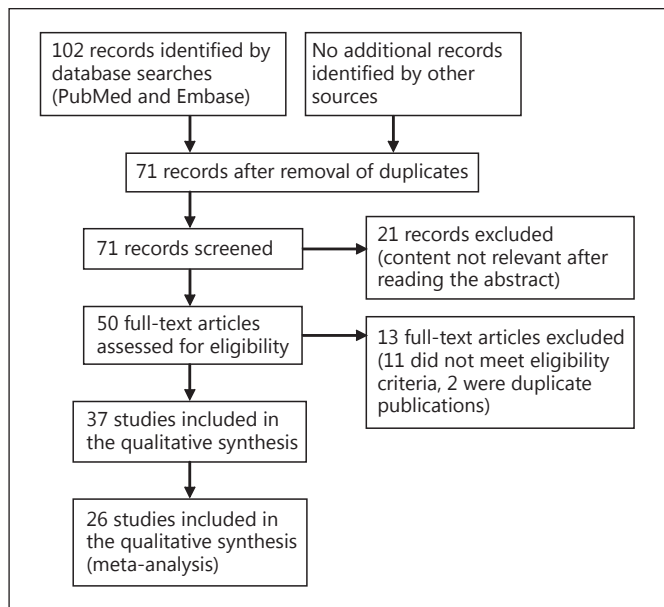 102 records identified by
database searches
(PubMed and Embase)
No additional records
identified by other
sources
71 records after removal of duplicates
71 records screened
21 records excluded
(content not relevant after
reading the abstract)
50 full-text articles
assessed for eligibility
13 full-text articles excluded
(11 did not meet eligibility
criteria, 2 were duplicate
publications)
37 studies included in
the qualitative synthesis
26 studies included in
the qualitative synthesis
(meta-analysis)